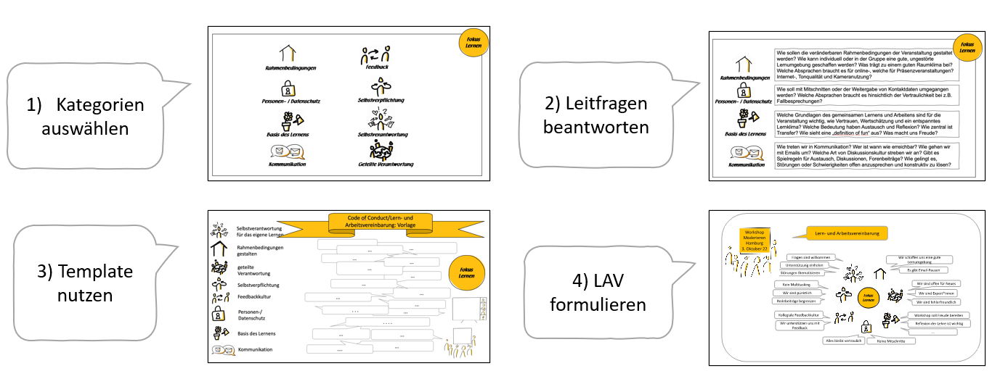 1) Kategorien
auswählen
Fokus
Lernen
Rahmenbedingungen
Feedback
Personen- / Datenschutz
Selbstverpflichtung
Basis des Lernens
Selbstverantwortung
Kommunikation
Geteilte Verantwortung
2) Leitfragen
beantworten
Fokus
Lernen
Rahmenbedingungen
Wie sollen die veränderbaren Rahmenbedingungen der Veranstaltung gestaltet
werden? Wie kann individuell oder in der Gruppe eine gute, ungestörte
Lernumgebung geschaffen werden? Was trägt zu einem guten Raumklima bei?
Welche Absprachen braucht es für online-, welche für Präsenzveranstaltungen?
Internet-, Tonqualität und Kameranutzung?
Personen- / Datenschutz
Wie soll mit Mitschnitten oder der Weitergabe von Kontaktdaten umgegangen
werden? Welche Absprachen braucht es hinsichtlich der Vertraulichkeit bei z.B.
Fallbesprechungen?
Basis des Lernens
Welche Grundlagen des gemeinsamen Lernens und Arbeitens sind für die
Veranstaltung wichtig, wie Vertrauen, Wertschätzung und ein entspanntes
Lernklima? Welche Bedeutung haben Austausch und Reflexion? Wie zentral ist
Transfer? Wie sieht eine „definition of fun“ aus? Was macht uns Freude?
Kommunikation
Wie treten wir in Kommunikation? Wer ist wann wie erreichbar? Wie gehen wir
mit Emails um? Welche Art von Diskussionskultur streben wir an? Gibt es
Spielregeln für Austausch, Diskussionen, Forenbeiträge? Wie gelingt es,
Störungen oder Schwierigkeiten offen anzusprechen und konstruktiv zu lösen?
3) Template
nutzen
Code of Conduct/Lern- und
Arbeitsvereinbarung: Vorlage
Selbstverantwortung
für das eigene Lernen
Rahmenbedingungen
gestalten
geteilte
Verantwortung
Selbstverpflichtung
Feedbackkultur
Personen-/
Datenschutz
Basis des Lernens
Kommunikation
...
...
...
...
...
...
...
...
...
....
...
...
....
...
Fokus
Lernen
4) LAV
formulieren
Workshop
Moderieren
Hamburg
3. Oktober 22
Lern- und Arbeitsvereinbarung
Fragen sind willkommen
Unterstützung einholen
Störungen thematisieren
Wir schaffen uns eine gute
Lernumgebung
Es gibt Email-Pausen
Kein Multitasking
Wir sind pünktlich
Redebeiträge begrenzen
Fokus
Lernen
Wir sind offen für Neues
Wir sind Expert*innen
Wir sind fehlerfreundlich
Kollegiale Feedbackkultur
Wir unterstützen uns mit
Feedback
Workshop soll Freude bereiten
Reflexion der Lehre ist wichtig
...
Alles bleibt vertraulich
Keine Mitschnitte